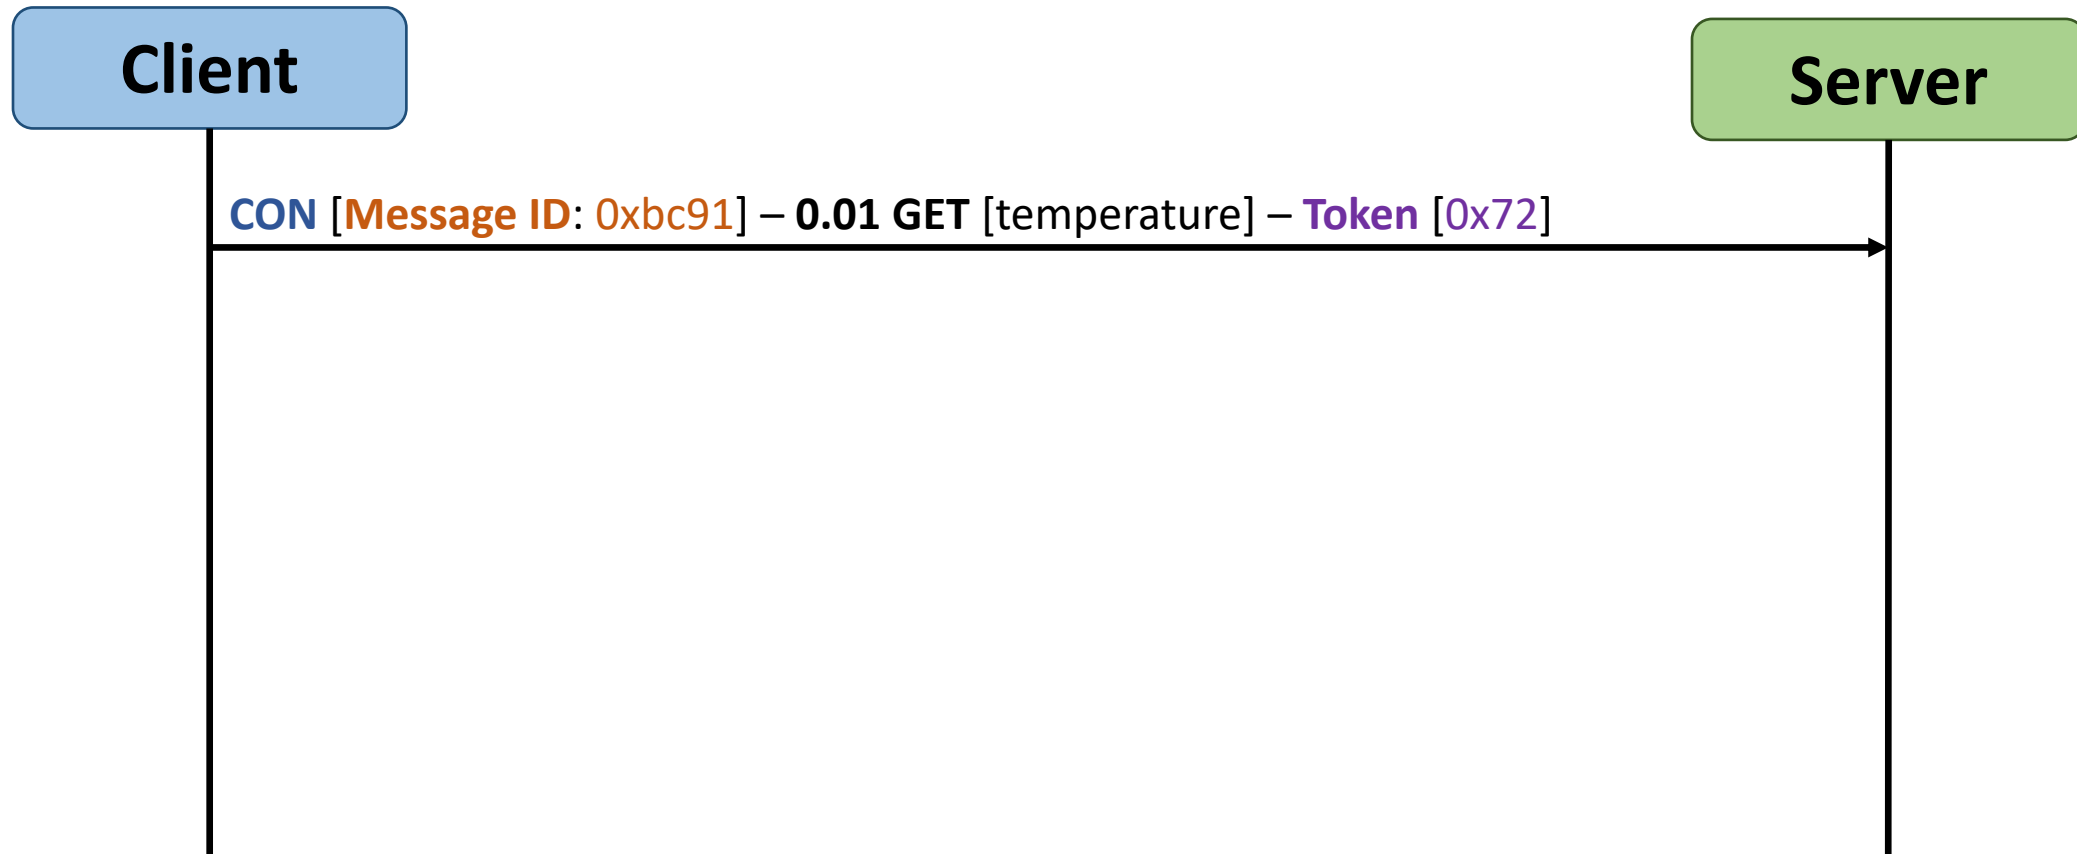 Client
Server
CON [Message ID: 0xbc91] – 0.01 GET [temperature] – Token [0x72]